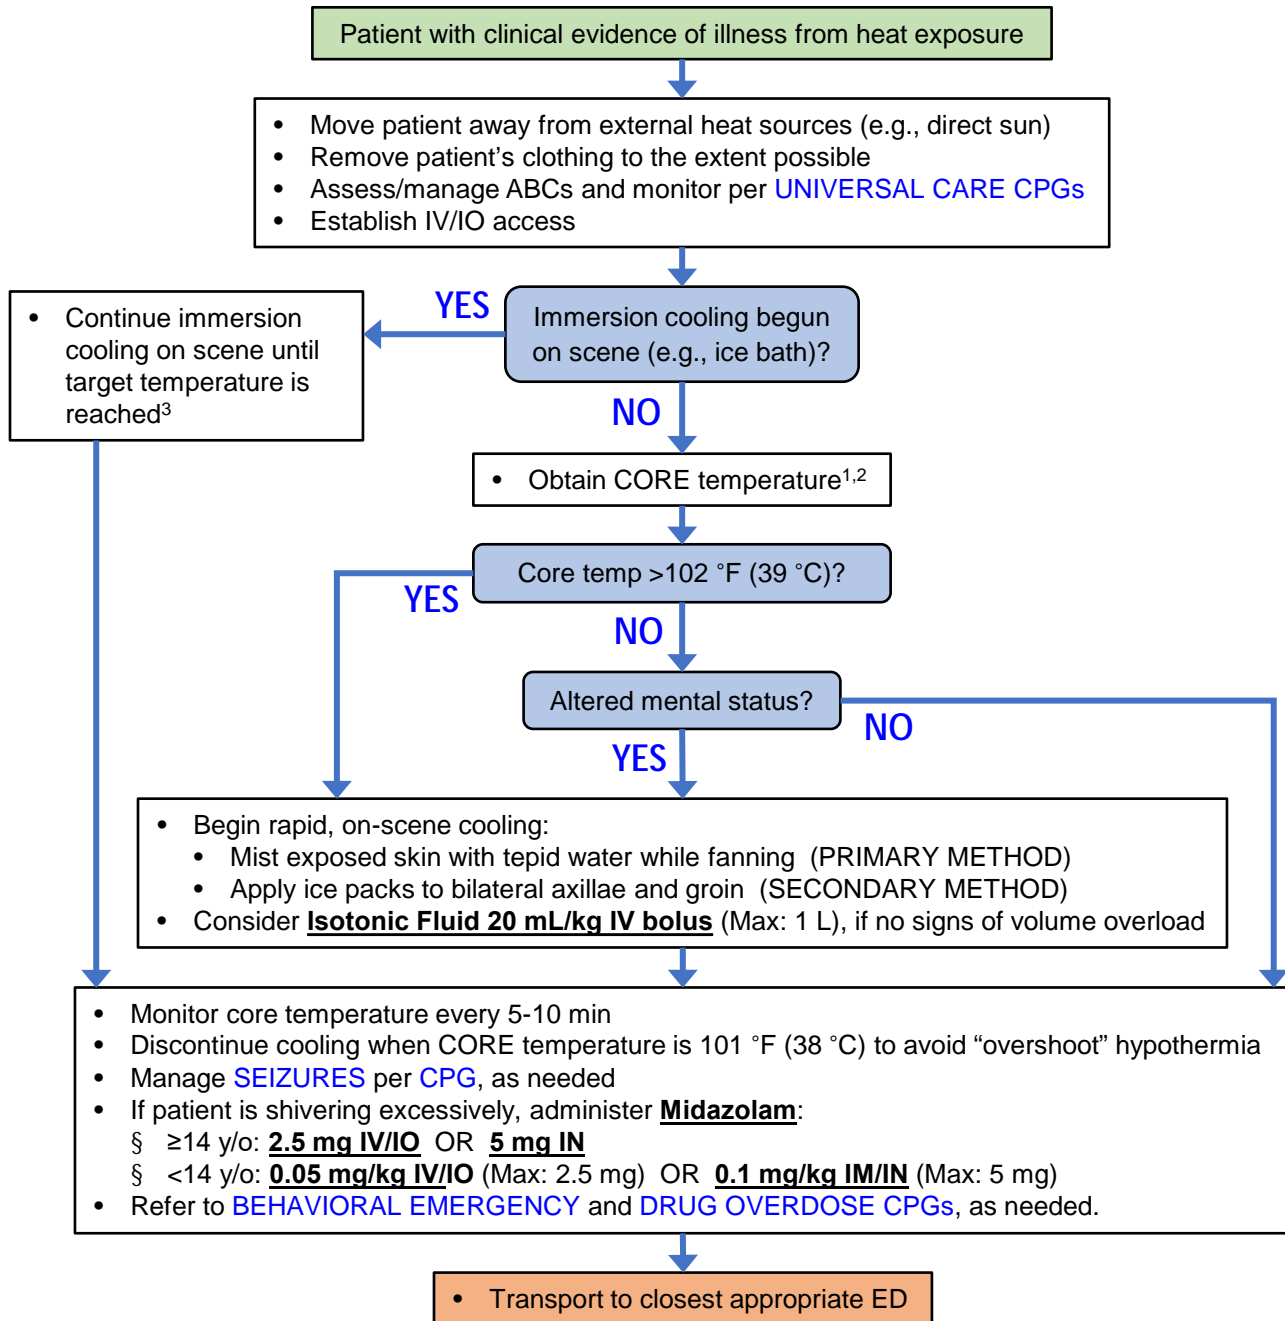 Patient with clinical evidence of illness from heat exposure
• Move patient away from external heat sources (e.g., direct sun)
• Remove patient's clothing to the extent possible
• Assess/manage ABCs and monitor per UNIVERSAL CARE CPGs
• Establish IV/IO access
Immersion cooling begun
on scene (e.g., ice bath)?
YES
• Continue immersion
cooling on scene until
target temperature is
reached3
NO
• Obtain CORE temperature1,2
Core temp >102 °F (39 °C)?
YES
NO
Altered mental status?
NO
YES
• Begin rapid, on-scene cooling:
• Mist exposed skin with tepid water while fanning (PRIMARY METHOD)
• Apply ice packs to bilateral axillae and groin (SECONDARY METHOD)
• Consider Isotonic Fluid 20 mL/kg IV bolus (Max: 1 L), if no signs of volume overload
• Monitor core temperature every 5-10 min
• Discontinue cooling when CORE temperature is 101 °F (38 °C) to avoid “overshoot” hypothermia
• Manage SEIZURES per CPG, as needed
• If patient is shivering excessively, administer Midazolam:
§ ≥14 y/o: 2.5 mg IV/IO OR 5 mg IN
§ <14 y/o: 0.05 mg/kg IV/IO (Max: 2.5 mg) OR 0.1 mg/kg IM/IN (Max: 5 mg)
• Refer to BEHAVIORAL EMERGENCY and DRUG OVERDOSE CPGs, as needed.
• Transport to closest appropriate ED